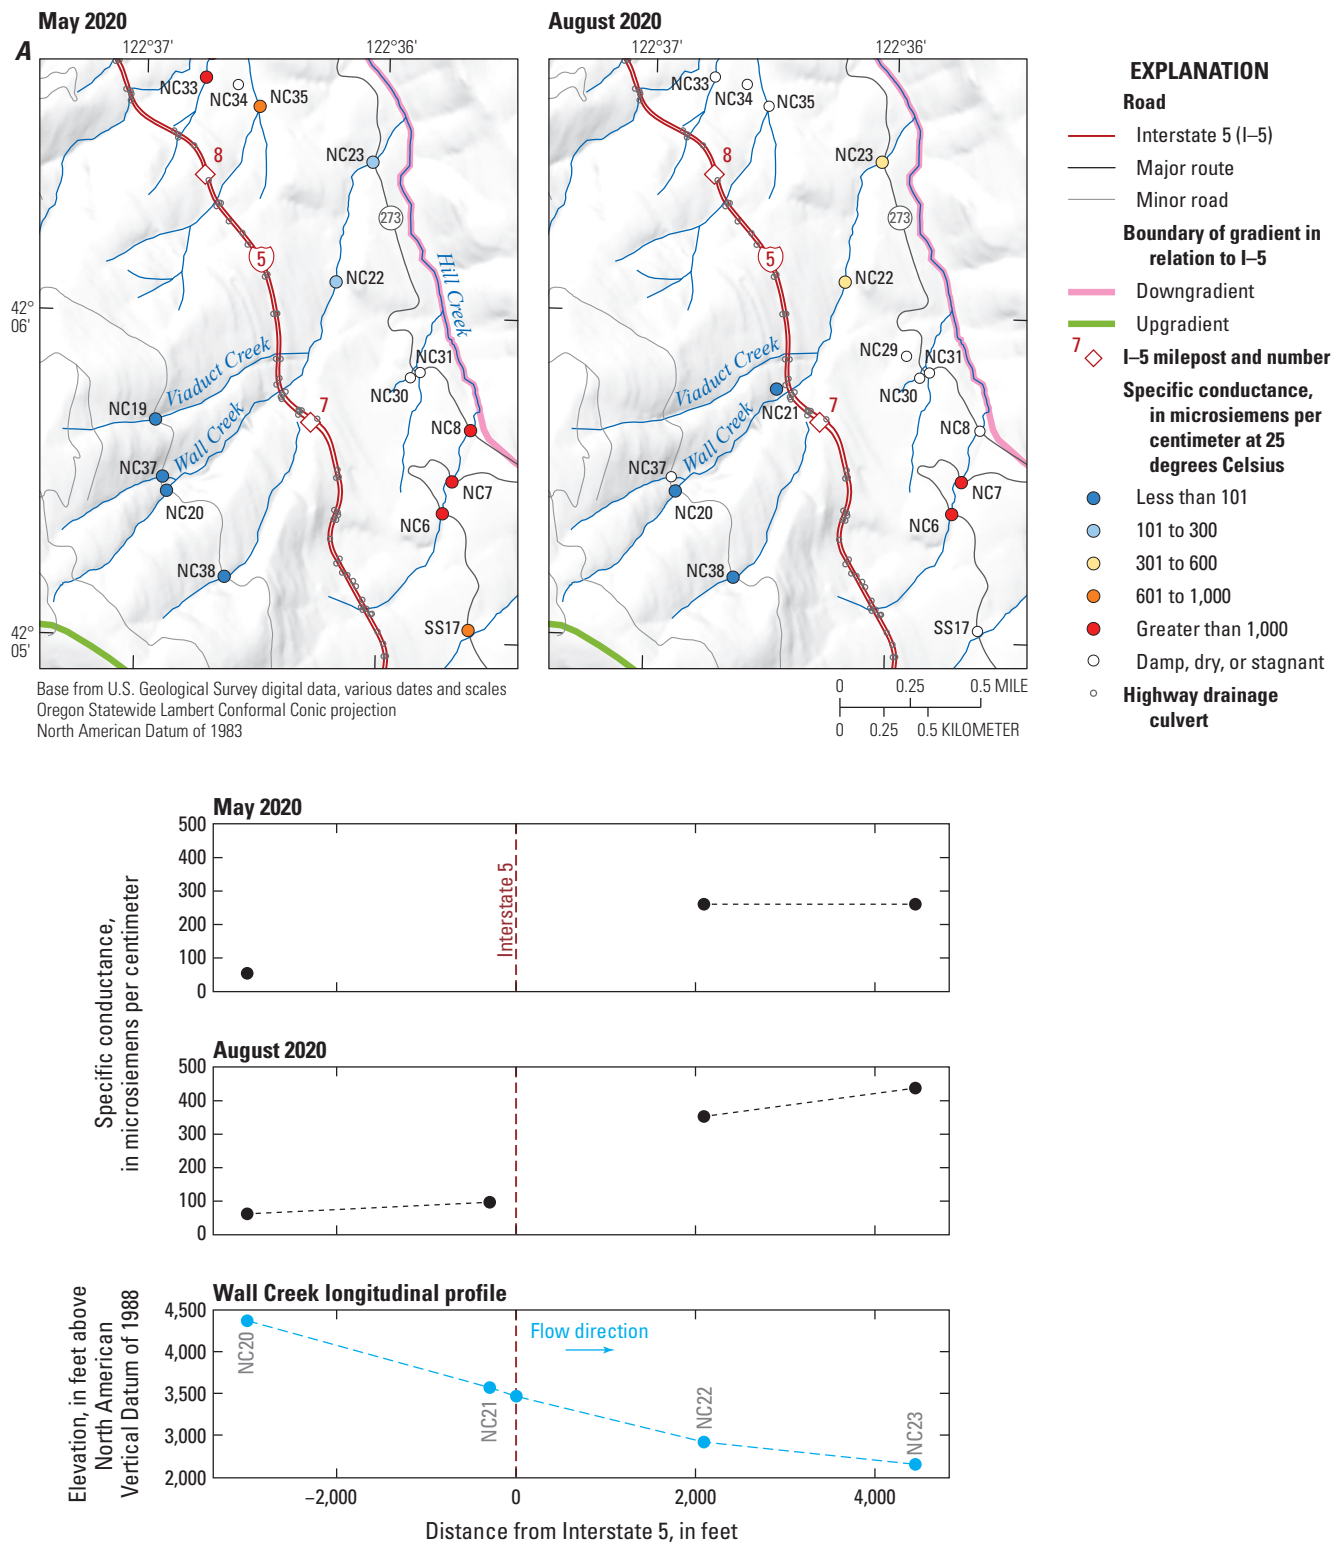 May 2020
A
122°37'
122°36'
NC33
NC34
NC35
8
NC23
273
5
NC22
Hill Creek
42°
06'
Viaduct Creek
NC31
NC30
NC19
Wall Creek
7
NC8
NC37
NC7
NC20
NC6
NC38
SS17
42°
05'
August 2020
122°37'
122°36'
NC33
NC34
NC35
8
NC23
273
5
NC22
NC29
Viaduct Creek
NC31
NC30
NC21
7
Wall Creek
NC8
NC37
NC7
NC20
NC6
NC38
SS17
Base from U.S. Geological Survey digital data, various dates and scales
Oregon Statewide Lambert Conformal Conic projection
North American Datum of 1983
0 0.25 0.5 MILE
0 0.25 0.5 KILOMETER
EXPLANATION
Road
Interstate 5 (I–5)
Major route
Minor road
Boundary of gradient in
relation to I–5
Downgradient
Upgradient
7
I–5 milepost and number
Specific conductance,
in microsiemens per
centimeter at 25
degrees Celsius
Less than 101
101 to 300
301 to 600
601 to 1,000
Greater than 1,000
Damp, dry, or stagnant
Highway drainage
culvert
May 2020
500
400
300
200
100
0
Interstate 5
Specific conductance,
in microsiemens per centimeter
August 2020
500
400
300
200
100
0
Wall Creek longitudinal profile
4,500
4,000
3,500
3,000
2,000
Elevation, in feet above
North American
Vertical Datum of 1988
Flow direction
NC20
NC21
NC22
NC23
–2,000
0
2,000
4,000
Distance from Interstate 5, in feet